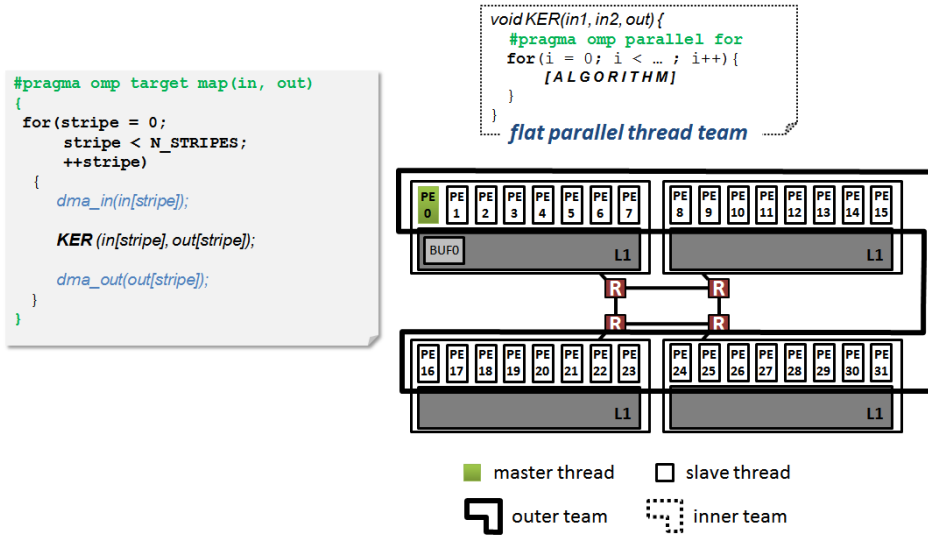 void KER(in1, in2, out) {
#pragma omp parallel for
for(i = 0; i < … ; i++){
[ALGORITHM]
}
}
flat parallel thread team
#pragma omp target map(in, out)
{
for(stripe = 0;
stripe < N_STRIPES;
++stripe)
{
dma_in(in[stripe]);
KER (in[stripe], out[stripe]);
dma_out(out[stripe]);
}
}
PE 0 PE 1 PE 2 PE 3 PE 4 PE 5 PE 6 PE 7
BUF0
L1
PE 8 PE 9 PE 10 PE 11 PE 12 PE 13 PE 14 PE 15
L1
R R
R R
PE 16 PE 17 PE 18 PE 19 PE 20 PE 21 PE 22 PE 23
L1
PE 24 PE 25 PE 26 PE 27 PE 28 PE 29 PE 30 PE 31
L1
master thread
slave thread
outer team
inner team